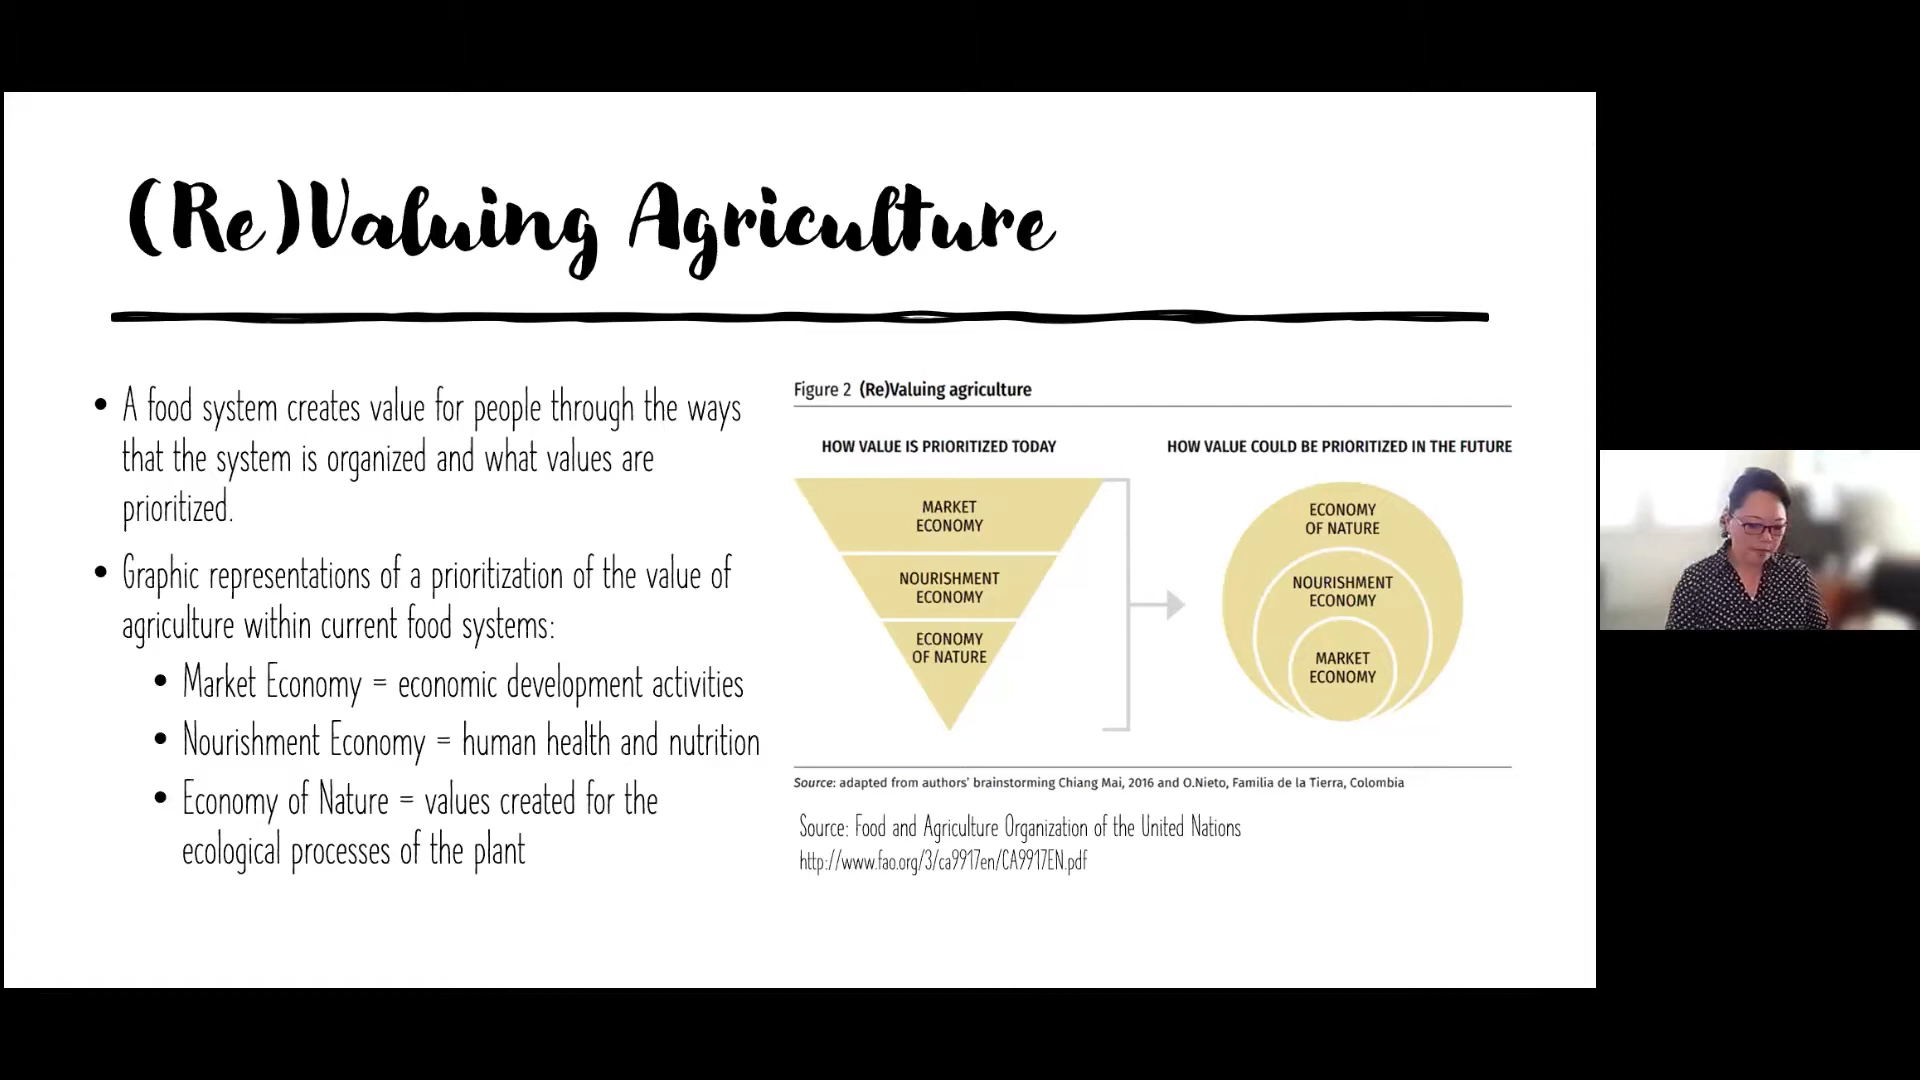 (Re)Valuing Agriculture
• A food system creates value for people through the ways
that the system is organized and what values are
prioritized.
• Graphic representations of a prioritization of the value of
agriculture within current food systems:
• Market Economy = economic development activities
• Nourishment Economy = human health and nutrition
• Economy of Nature = values created for the
ecological processes of the plant
Figure 2 (Re)Valuing agriculture
HOW VALUE IS PRIORITIZED TODAY
MARKET
ECONOMY
NOURISHMENT
ECONOMY
ECONOMY
OF NATURE
HOW VALUE COULD BE PRIORITIZED IN THE FUTURE
ECONOMY
OF NATURE
NOURISHMENT
ECONOMY
MARKET
ECONOMY
Source: adapted from authors' brainstorming Chiang Mai, 2016 and O.Nieto, Familia de la Tierra, Colombia
Source: Food and Agriculture Organization of the United Nations
http://www.fao.org/3/ca9917en/CA9917EN.pdf